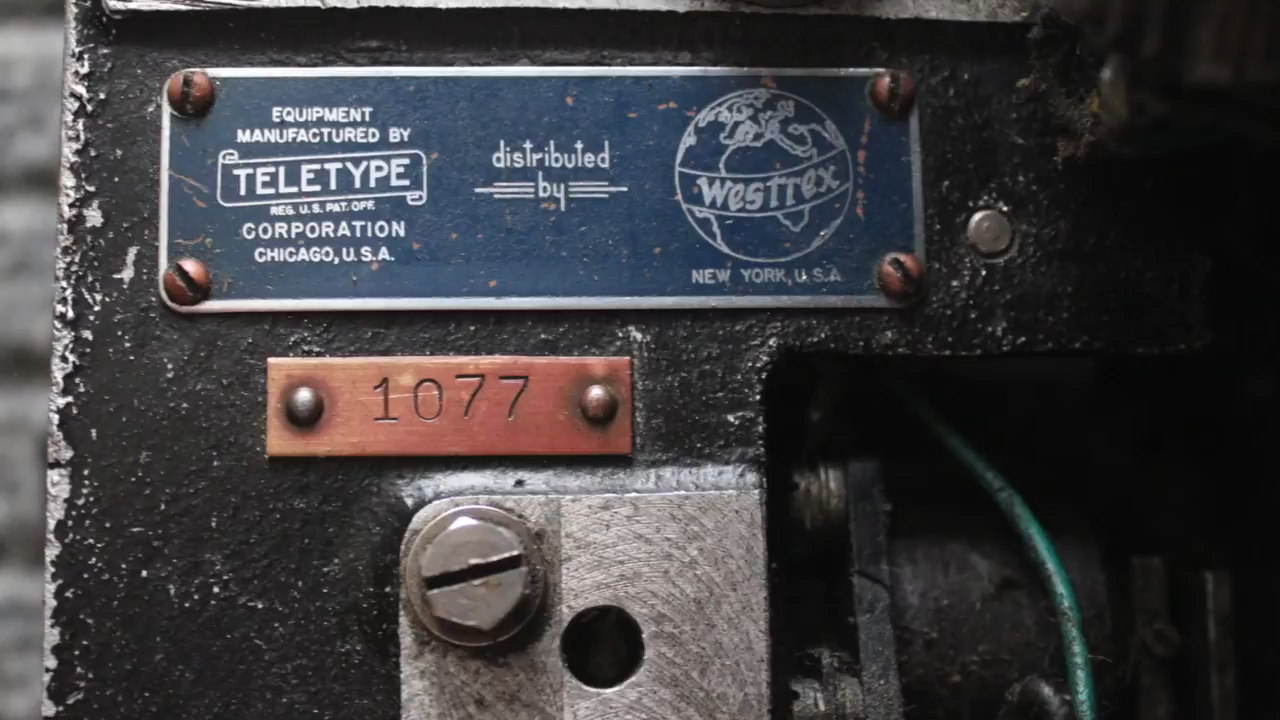 EQUIPMENT
MANUFACTURED BY
TELETYPE
REG. U.S. PAT. OFF.
CORPORATION
CHICAGO, U.S.A.
distributed
by
Westrex
NEW YORK, U.S.A.
1077